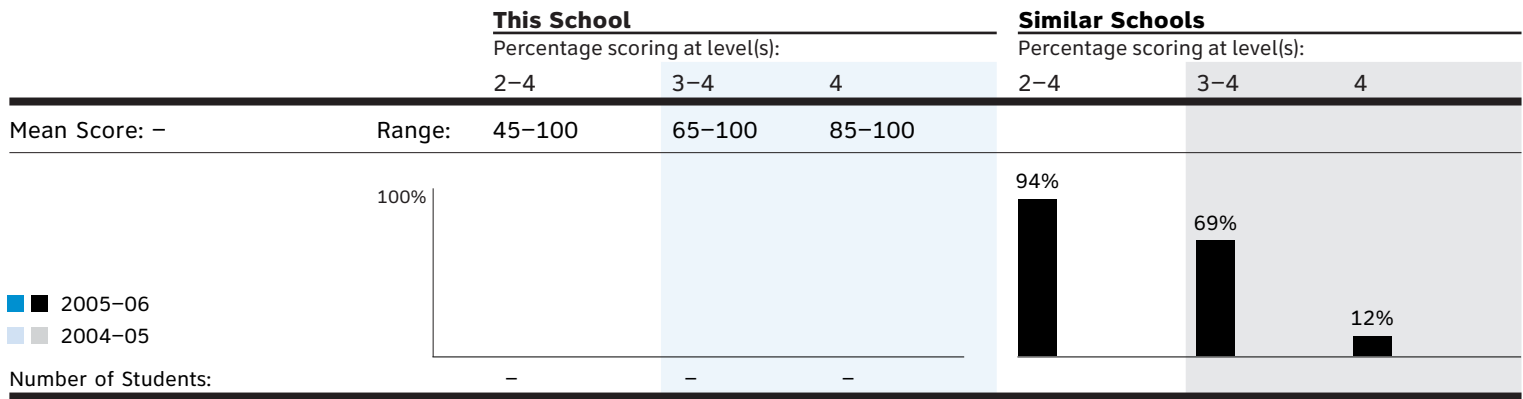 This School Similar Schools
Percentage scoring at level(s): Percentage scoring at level(s):
2–4 3–4 4 2–4 3–4 4
Mean Score: – Range: 45–100 65–100 85–100
94%
100%
69%
2005–06
12%
2004–05
Number of Students: – – –